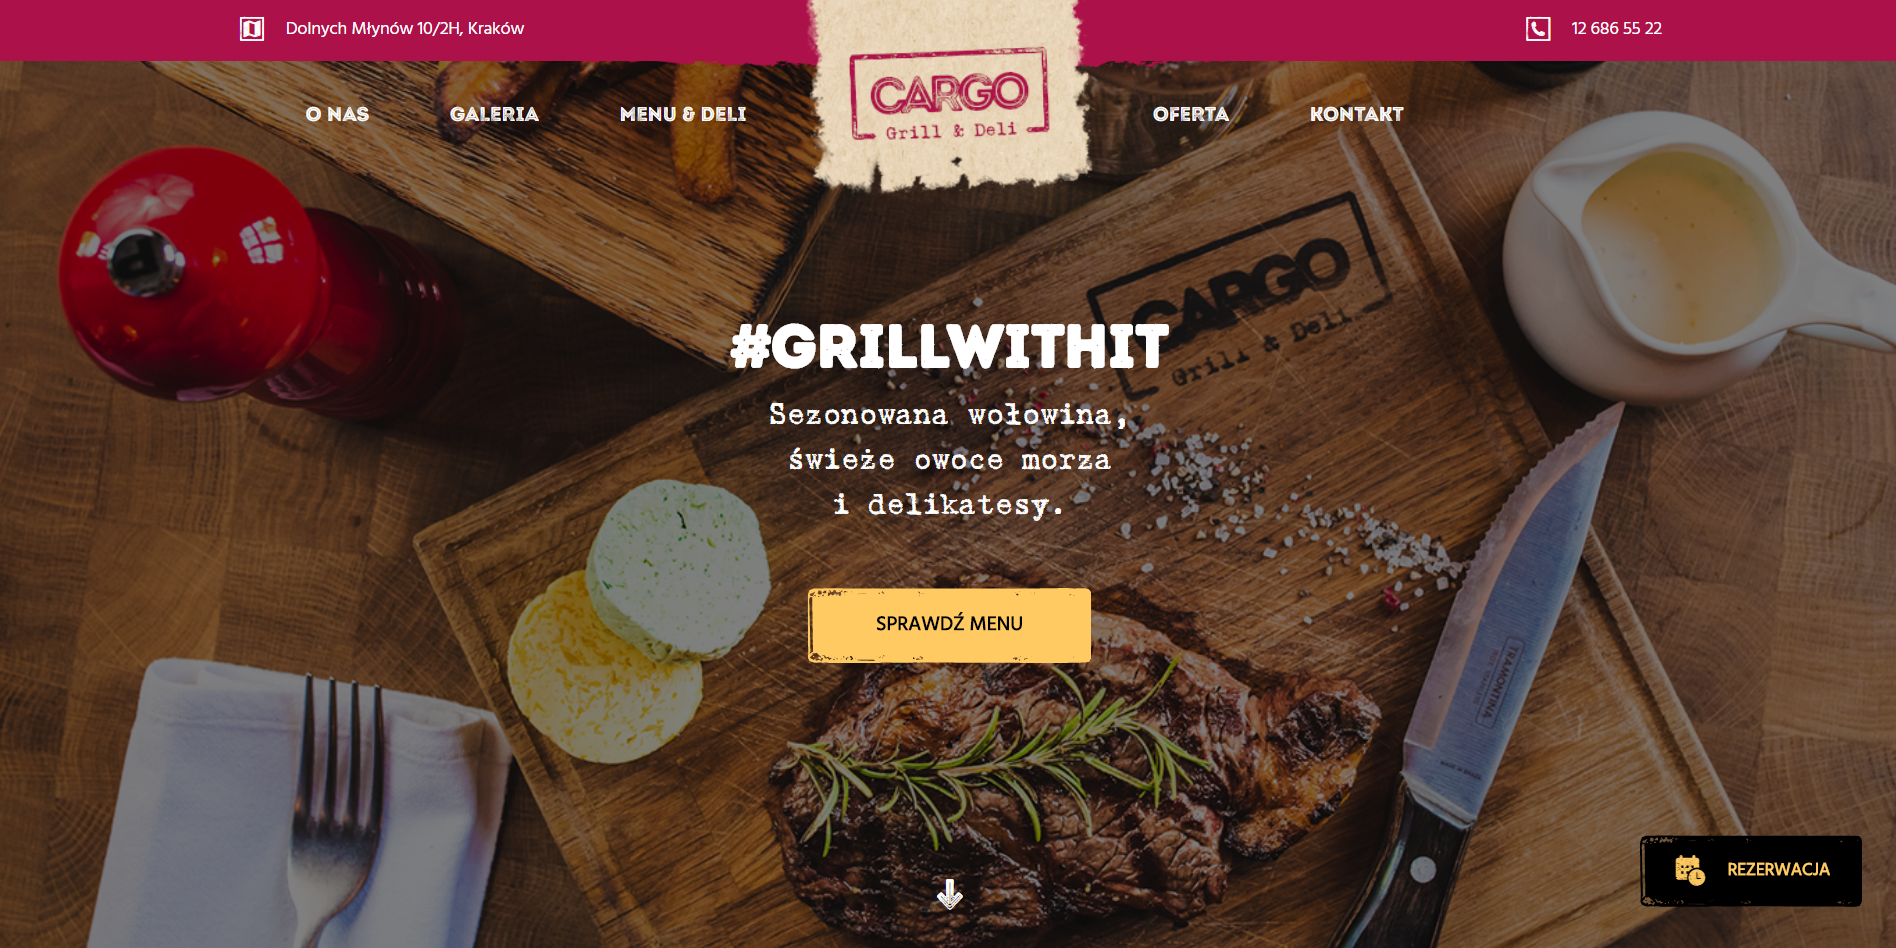 Dolnych Młynów 10/2H, Kraków
12 686 55 22
O NAS
GALERIA
MENU & DELI
CARGO
Grill & Deli
OFERTA
KONTAKT
CARGO
Grill & Deli
#GRILLWITHIT
Sezonowana wołowina,
świeże owoce morza
i delikatesy.
SPRAWDŹ MENU
TRAMONTINA
REZERWACJA